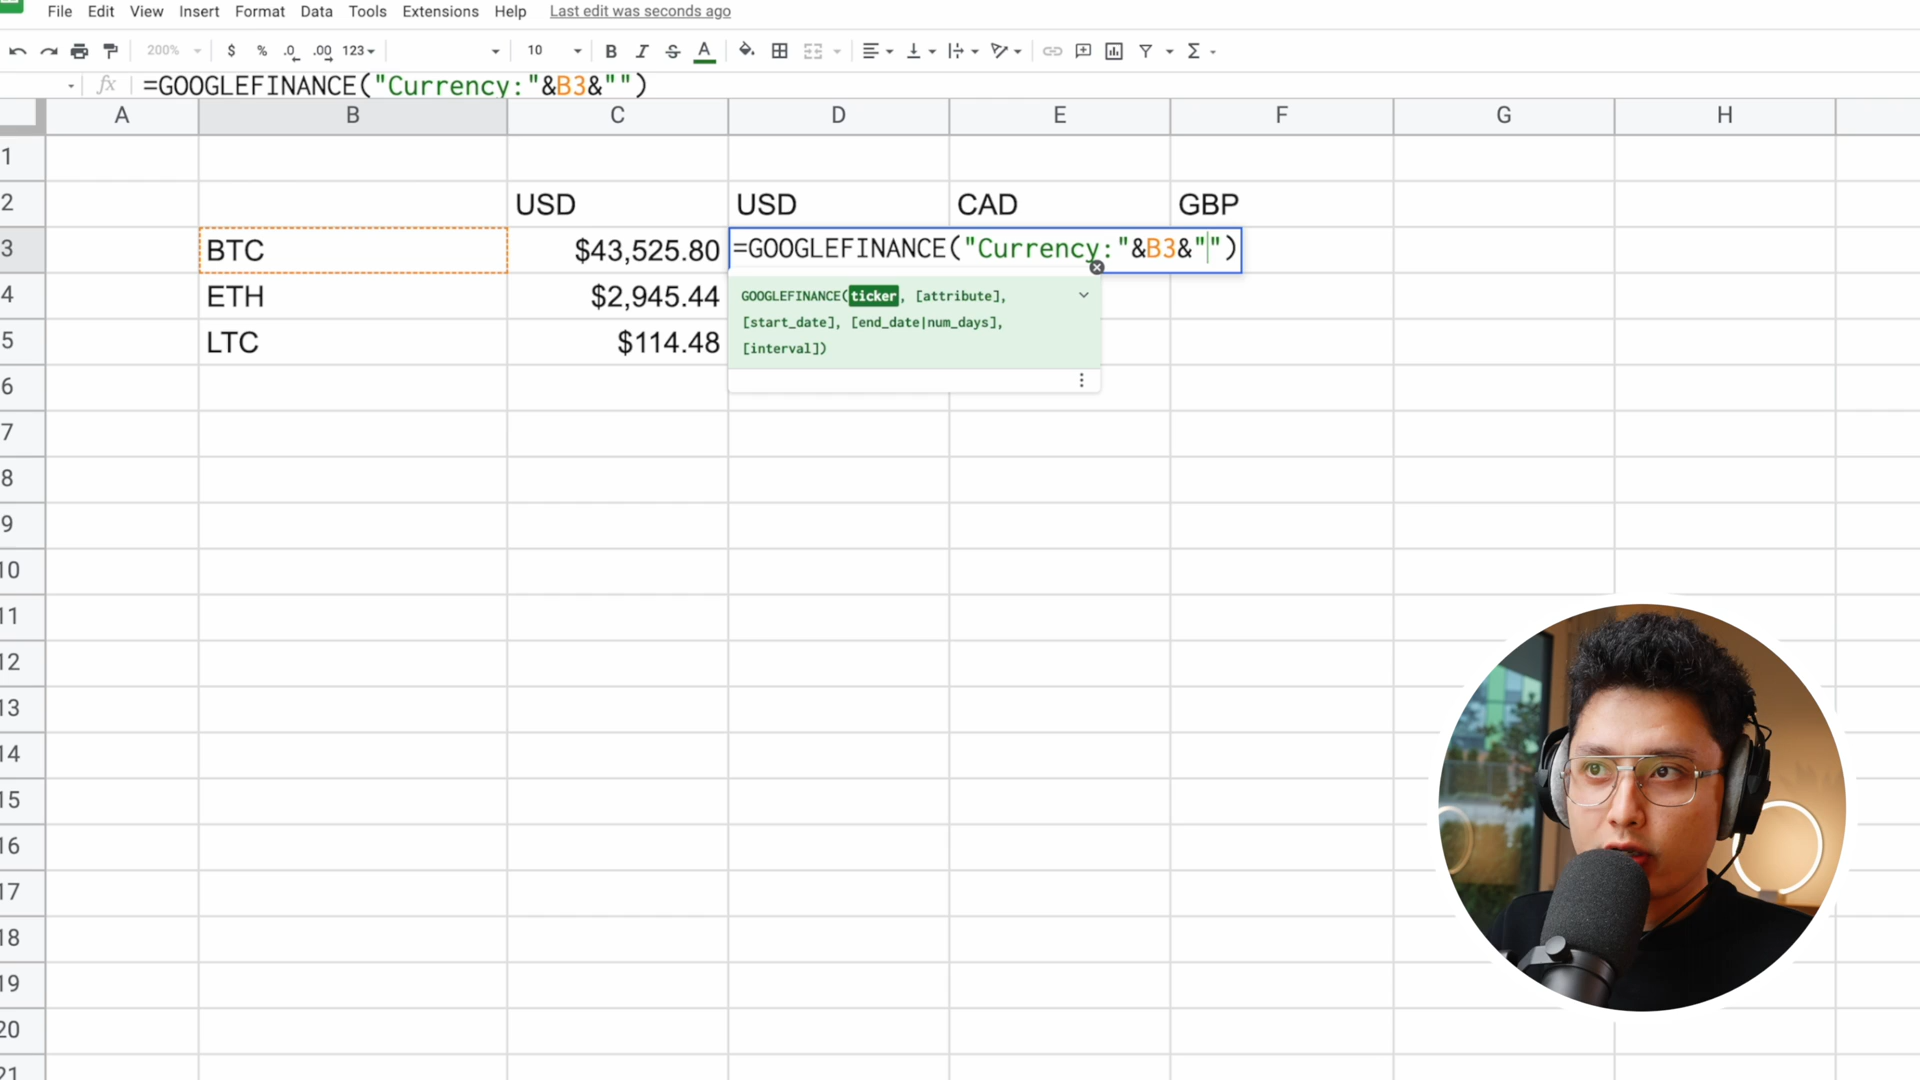 File Edit View Insert Format Data Tools Extensions Help Last edit was seconds ago
200% $ % .0 .00 123 10 B I S A
fx =GOOGLEFINANCE("Currency:"&B3&"")
A B C D E F G H
1
2 USD USD CAD GBP
3 BTC $43,525.80 =GOOGLEFINANCE("Currency:"&B3&"")
4 ETH $2,945.44
GOOGLEFINANCE(ticker, [attribute],
[start_date], [end_date|num_days],
[interval])
5 LTC $114.48
6
7
8
9
10
11
12
13
14
15
16
17
18
19
20
21